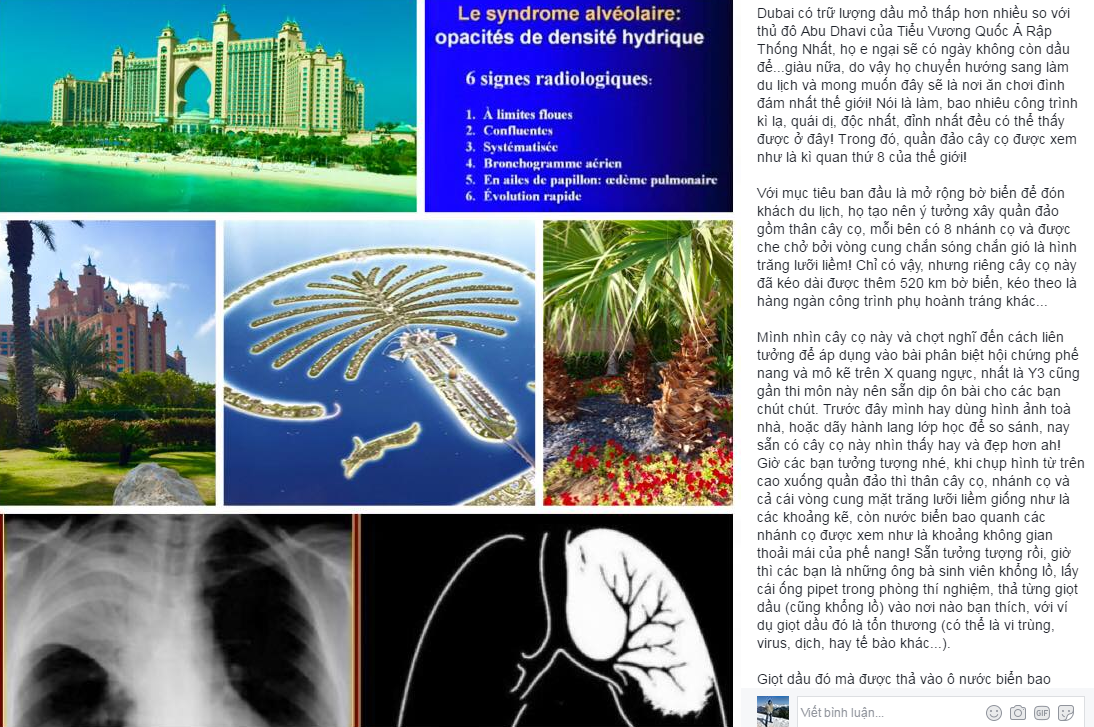 Le syndrome alvéolaire:
opacités de densité hydrique
6 signes radiologiques:
1. À limites floues
2. Confluentes
3. Systématisée
4. Bronchogramme aérien
5. En ailes de papillon: œdème pulmonaire
6. Évolution rapide
Dubai có trữ lượng dầu mỏ thấp hơn nhiều so với
thủ đô Abu Dhavi của Tiểu Vương Quốc Ả Rập
Thống Nhất, họ e ngại sẽ có ngày không còn dầu
để...giàu nữa, do vậy họ chuyển hướng sang làm
du lịch và mong muốn đây sẽ là nơi ăn chơi đình
đám nhất thế giới! Nói là làm, bao nhiêu công trình
kì lạ, quái dị, độc nhất, đỉnh nhất đều có thể thấy
được ở đây! Trong đó, quần đảo cây cọ được xem
như là kì quan thứ 8 của thế giới!
Với mục tiêu ban đầu là mở rộng bờ biển để đón
khách du lịch, họ tạo nên ý tưởng xây quần đảo
gồm thân cây cọ, mỗi bên có 8 nhánh cọ và được
che chở bởi vòng cung chắn sóng chắn gió là hình
trăng lưỡi liềm! Chỉ có vậy, nhưng riêng cây cọ này
đã kéo dài được thêm 520 km bờ biển, kéo theo là
hàng ngàn công trình phụ hoành tráng khác...
Mình nhìn cây cọ này và chợt nghĩ đến cách liên
tưởng để áp dụng vào bài phân biệt hội chứng phế
nang và mô kẽ trên X quang ngực, nhất là Y3 cũng
gần thi môn này nên sẵn dịp ôn bài cho các bạn
chút chút. Trước đây mình hay dùng hình ảnh toà
nhà, hoặc dãy hành lang lớp học để so sánh, nay
sẵn có cây cọ này nhìn thấy hay và đẹp hơn ah!
Giờ các bạn tưởng tượng nhé, khi chụp hình từ trên
cao xuống quần đảo thì thân cây cọ, nhánh cọ và
cả cái vòng cung mặt trăng lưỡi liềm giống như là
các khoảng kẽ, còn nước biển bao quanh các
nhánh cọ được xem như là khoảng không gian
thoải mái của phế nang! Sẵn tưởng tượng rồi, giờ
thì các bạn là những ông bà sinh viên khổng lồ, lấy
cái ống pipet trong phòng thí nghiệm, thả từng giọt
dầu (cũng khổng lồ) vào nơi nào bạn thích, với ví
dụ giọt dầu đó là tổn thương (có thể là vi trùng,
virus, dịch, hay tế bào khác...).
Giọt dầu đó mà được thả vào ô nước biển bao
Viết bình luận...
GIF